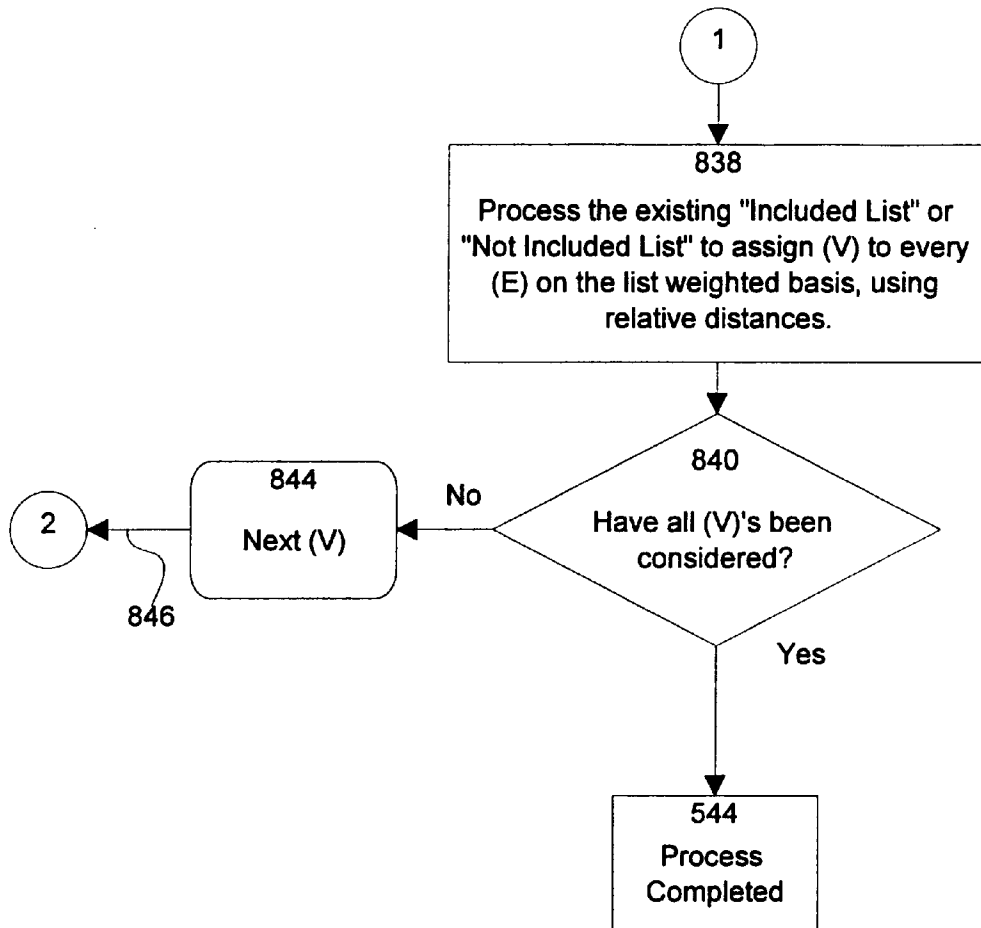 1
838
Process the existing "Included List" or
"Not Included List" to assign (V) to every
(E) on the list weighted basis, using
relative distances.
840
Have all (V)'s been
considered?
No
844
Next (V)
2
846
Yes
544
Process
Completed